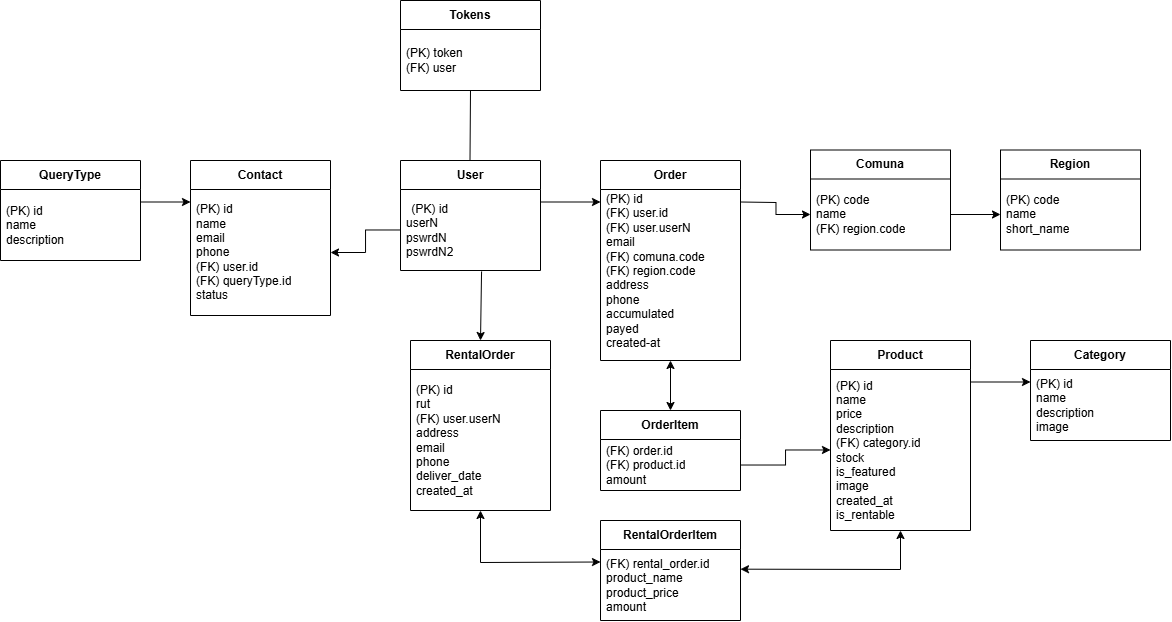 Tokens
(PK) token
(FK) user
QueryType
(PK) id
name
description
Contact
(PK) id
name
email
phone
(FK) user.id
(FK) queryType.id
status
User
(PK) id
userN
pswrdN
pswrdN2
Order
(PK) id
(FK) user.id
(FK) user.userN
email
(FK) comuna.code
(FK) region.code
address
phone
accumulated
payed
created-at
Comuna
(PK) code
name
(FK) region.code
Region
(PK) code
name
short_name
RentalOrder
(PK) id
rut
(FK) user.userN
address
email
phone
deliver_date
created_at
OrderItem
(FK) order.id
(FK) product.id
amount
Product
(PK) id
name
price
description
(FK) category.id
stock
is_featured
image
created_at
is_rentable
Category
(PK) id
name
description
image
RentalOrderItem
(FK) rental_order.id
product_name
product_price
amount